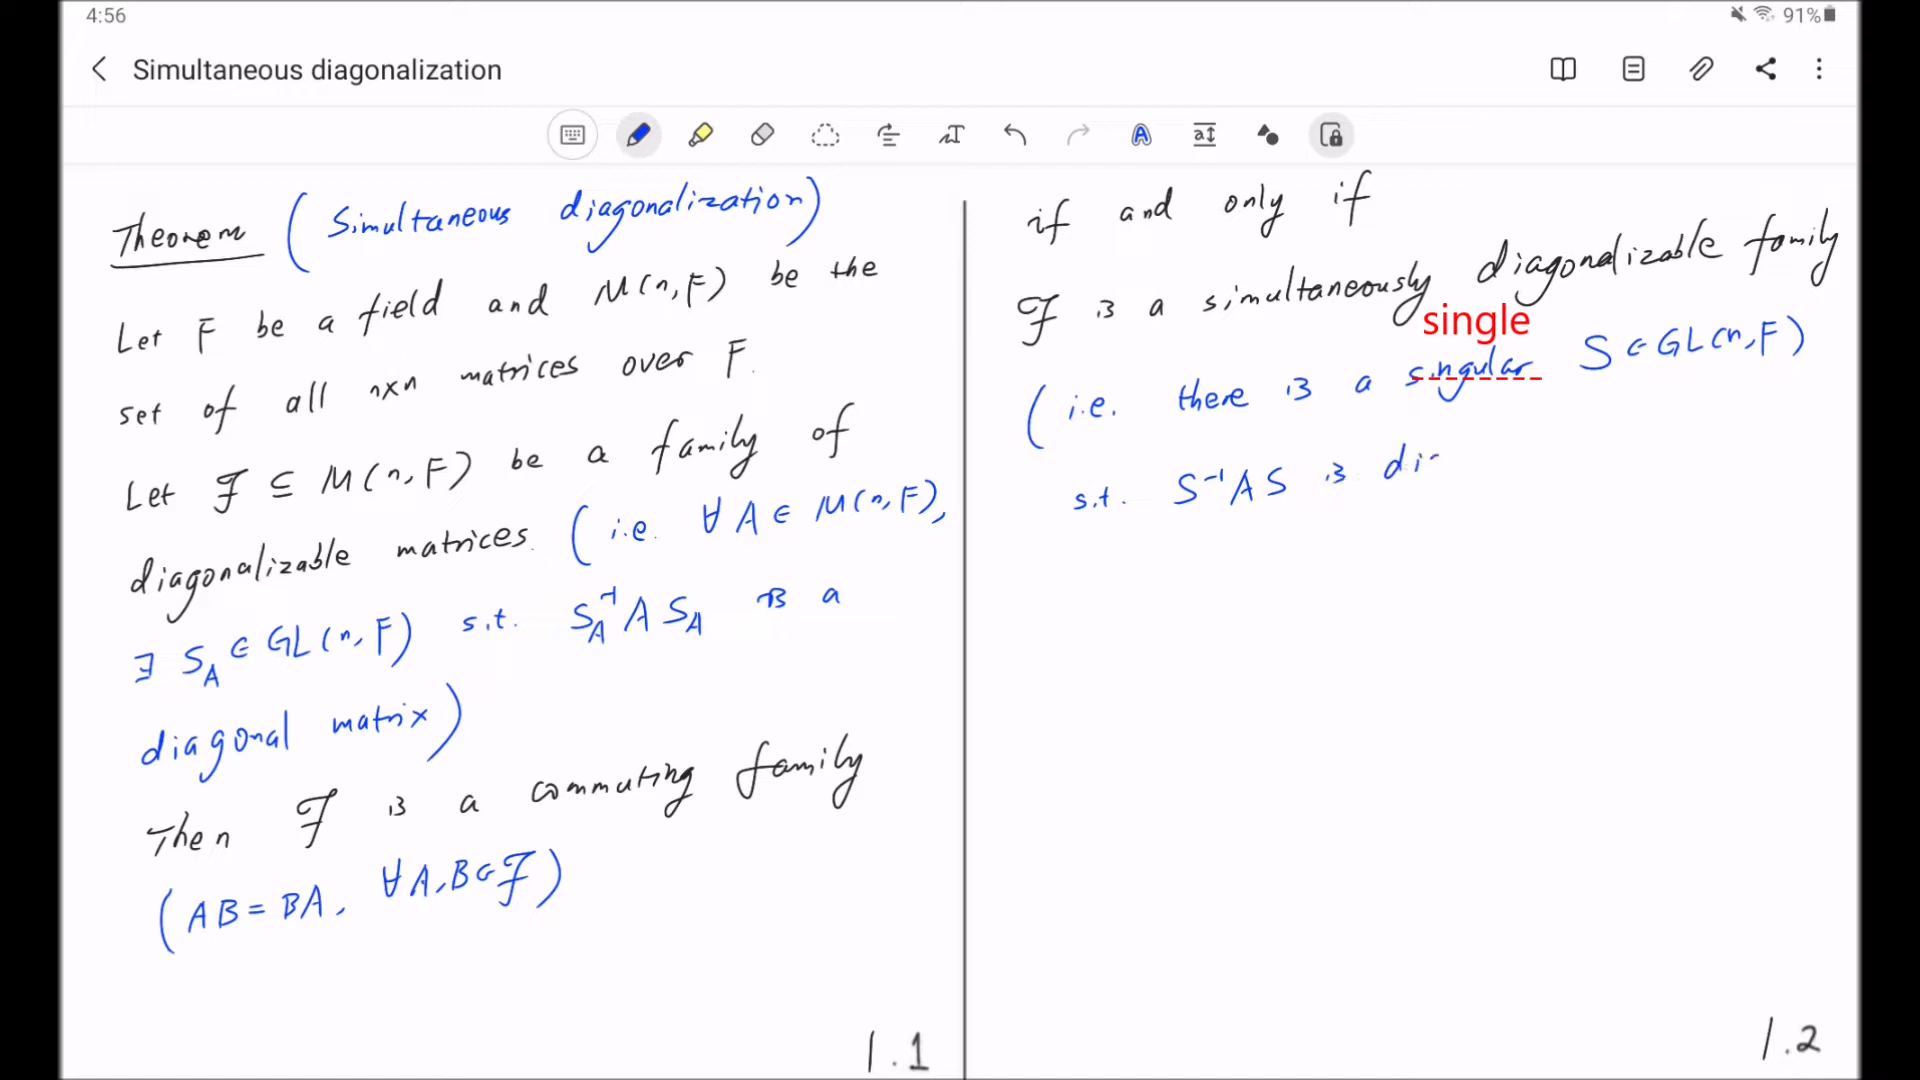 4:56
91%
Simultaneous diagonalization
Theorem (Simultaneous diagonalization)
Let F be a field and M(n,F) be the
set of all n×n matrices over F.
Let ℱ ⊆ M(n,F) be a family of
diagonalizable matrices. (i.e. ∀ A ∈ M(n,F),
∃ S_A ∈ GL(n,F) s.t. S_A⁻¹ A S_A is a
diagonal matrix)
Then ℱ is a commuting family
(AB = BA, ∀A,B∈ℱ)
1.1
if and only if
ℱ is a simultaneously diagonalizable family
single
(i.e. there is a singular S ∈ GL(n,F)
s.t. S⁻¹AS is di
1.2